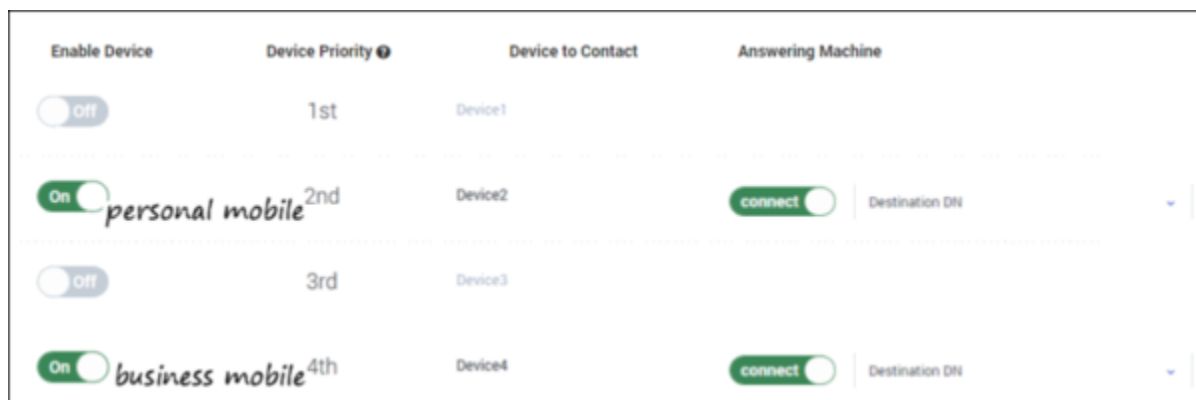 Enable Device Device Priority ? Device to Contact Answering Machine
Off 1st Device1
On personal mobile 2nd Device2 connect Destination DN
Off 3rd Device3
On business mobile 4th Device4 connect Destination DN